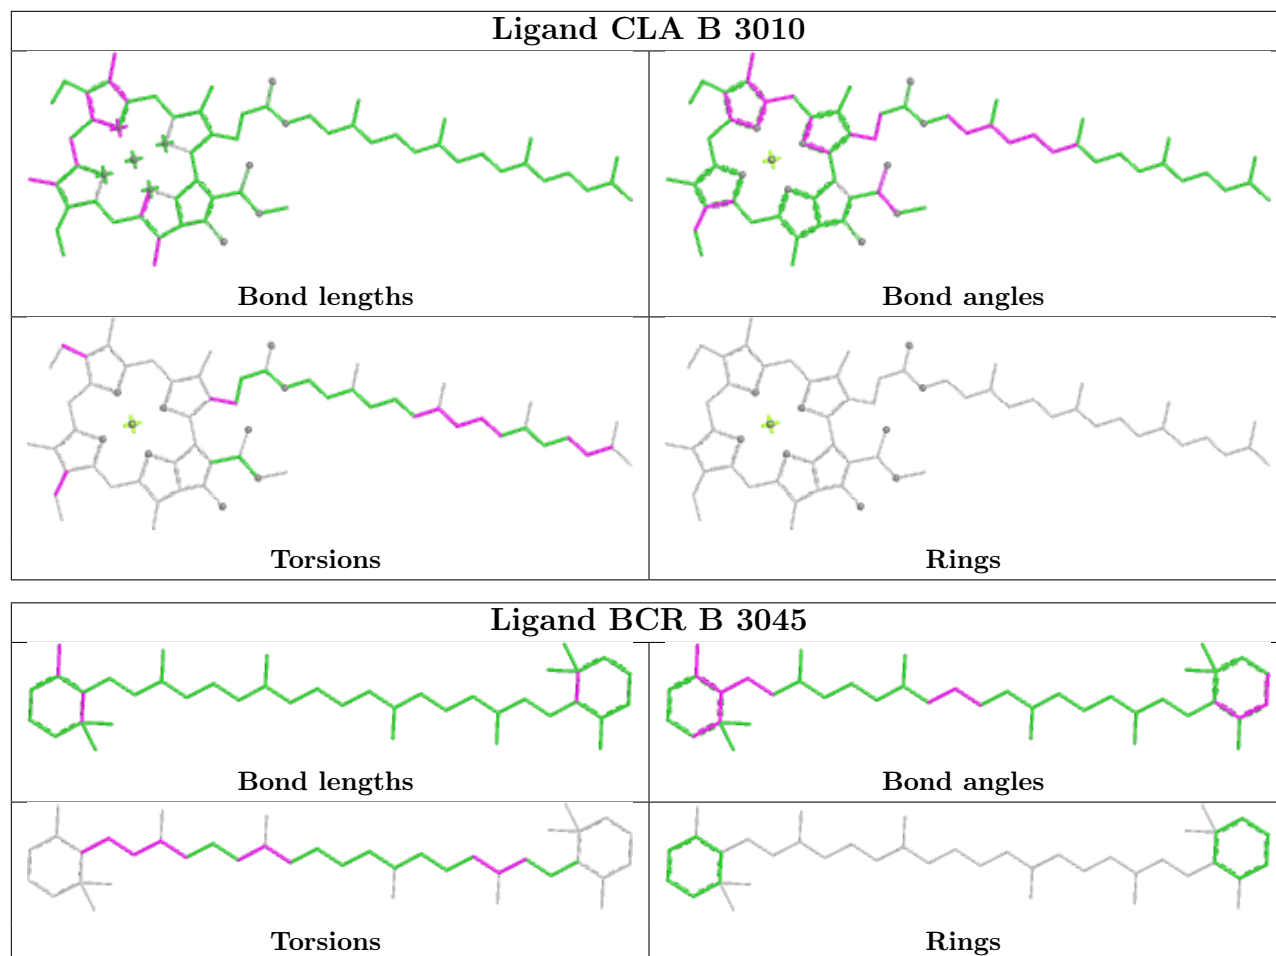 Ligand CLA B 3010
Bond lengths
Bond angles
Torsions
Rings
Ligand BCR B 3045
Bond lengths
Bond angles
Torsions
Rings